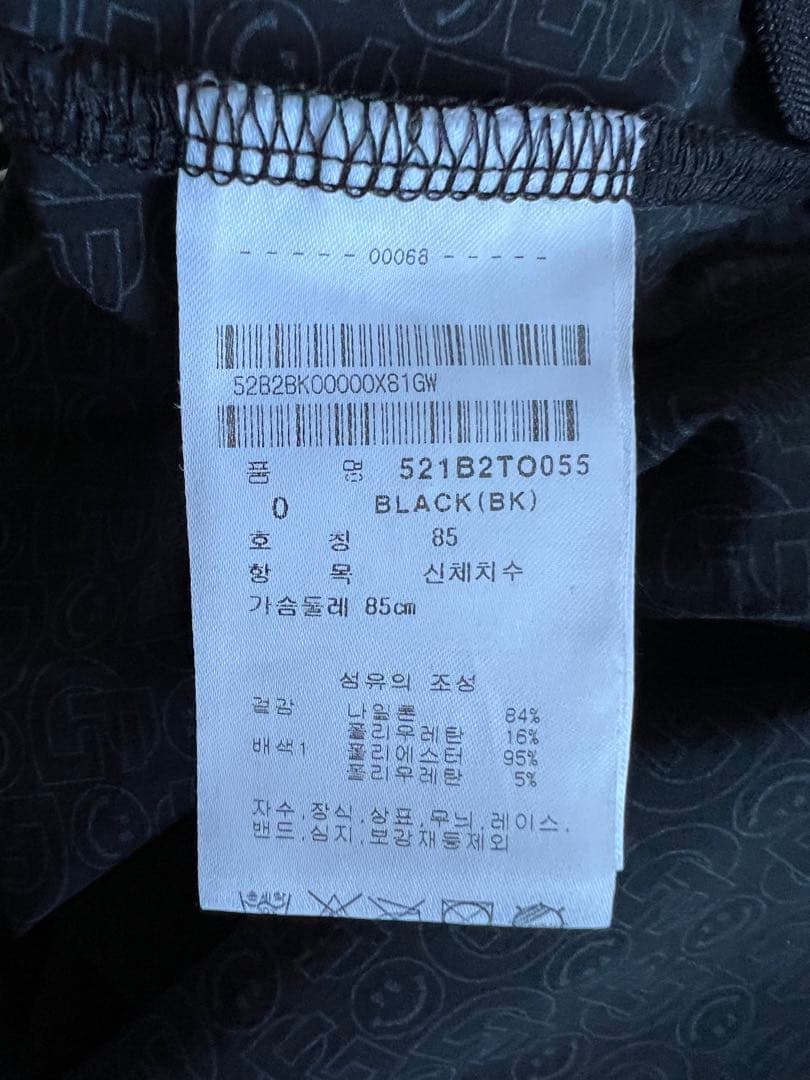 - - - - - 00068 - - - - -
52B2BK00000X81GW
품 명 521B2TO055
0 BLACK(BK)
호 칭 85
항 목 신체치수
가슴둘레 85cm
섬유의 조성
겉감 나일론 84%
폴리우레탄 16%
배색1 폴리에스터 95%
폴리우레탄 5%
자수,장식,상표,무늬,레이스,
밴드,심지,보강재등제외
손세탁